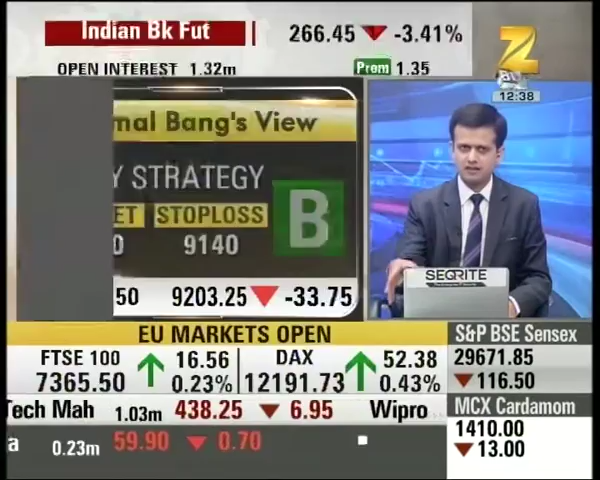 Indian Bk Fut 266.45 -3.41%
OPEN INTEREST 1.32m Prem 1.35
Z
12:38
mal Bang's View
Y STRATEGY
ET STOPLOSS B
0 9140
50 9203.25 -33.75
SEQRITE
EU MARKETS OPEN
FTSE 100 16.56 DAX 52.38
7365.50 0.23% 12191.73 0.43%
S&P BSE Sensex
29671.85
116.50
Tech Mah 1.03m 438.25 6.95 Wipro
a 0.23m 59.90 0.70
MCX Cardamom
1410.00
13.00